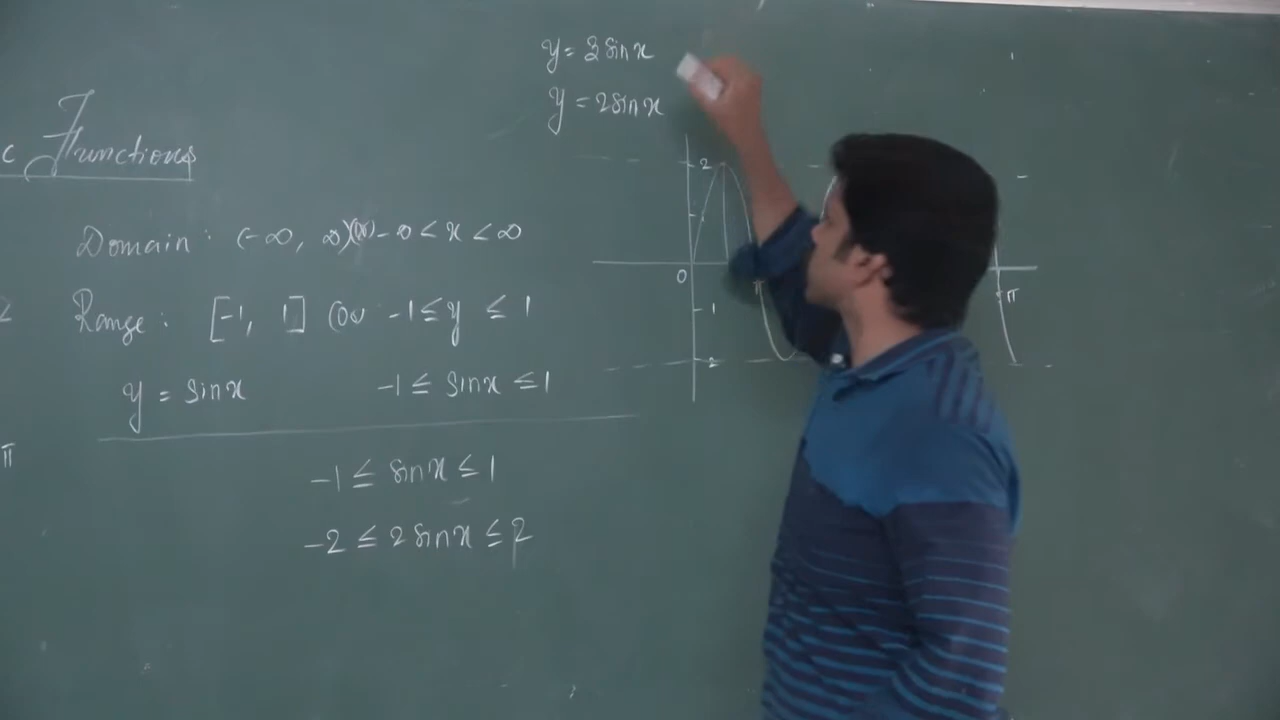 y = 3 sin x
y = 2 sin x
c Functions
Domain : (-∞, ∞) (or) -∞ < x < ∞
2
Range : [-1, 1] (or -1 ≤ y ≤ 1
y = sin x -1 ≤ sin x ≤ 1
π
-1 ≤ sin x ≤ 1
-2 ≤ 2 sin x ≤ 2
2
0
π π
-1
-2